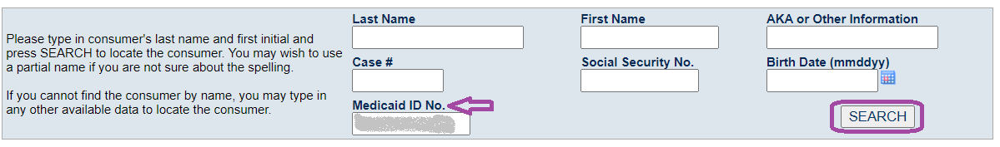 Please type in consumer's last name and first initial and
press SEARCH to locate the consumer. You may wish to use
a partial name if you are not sure about the spelling.
If you cannot find the consumer by name, you may type in
any other available data to locate the consumer.
Last Name
First Name
AKA or Other Information
Case #
Social Security No.
Birth Date (mmddyy)
Medicaid ID No.
SEARCH